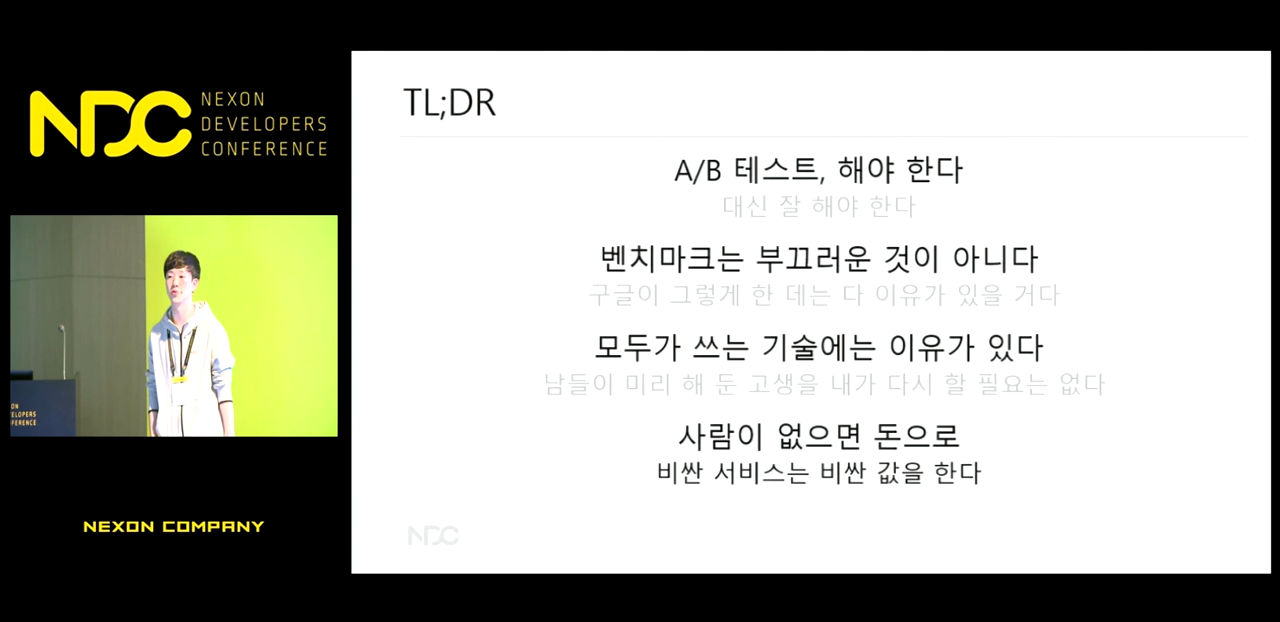 NDC
NEXON
DEVELOPERS
CONFERENCE
TL;DR
A/B 테스트, 해야 한다
대신 잘 해야 한다
벤치마크는 부끄러운 것이 아니다
구글이 그렇게 한 데는 다 이유가 있을 거다
모두가 쓰는 기술에는 이유가 있다
남들이 미리 해 둔 고생을 내가 다시 할 필요는 없다
사람이 없으면 돈으로
비싼 서비스는 비싼 값을 한다
NDC
ON
ELOPERS
FERENCE
NEXON COMPANY